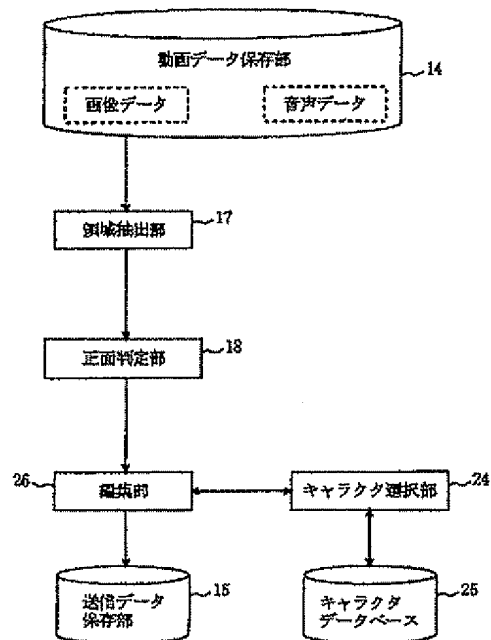 動画データ保存部
14
画像データ
音声データ
領域抽出部
17
正面判定部
18
26
編集部
キャラクタ選択部
24
送信データ
保存部
15
キャラクタ
データベース
25